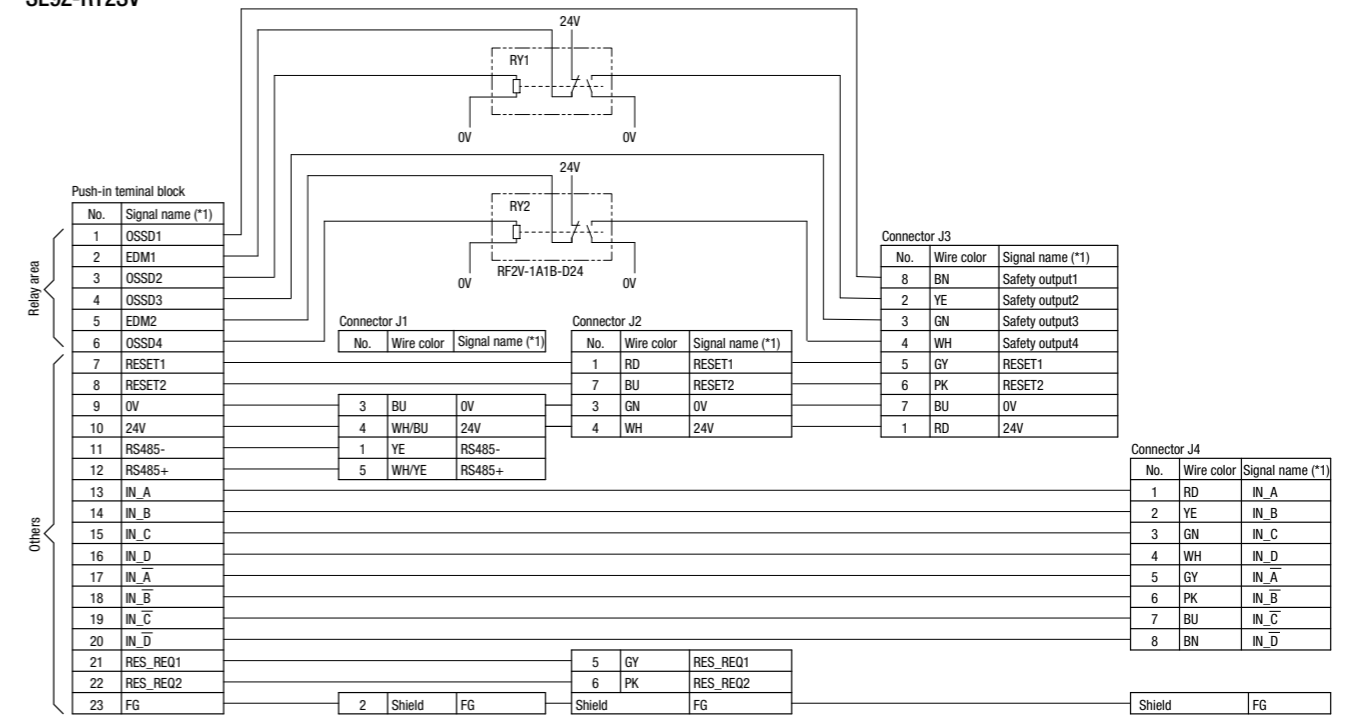 24V
RY1
0V 0V
24V
Push-in teminal block
RY2
No. Signal name (*1)
Connector J3
1 OSSD1
No. Wire color Signal name (*1)
2 EDM1
RF2V-1A1B-D24
8 BN Safety output1
3 OSSD2
0V 0V
2 YE Safety output2
4 OSSD3
3 GN Safety output3
5 EDM2
Connector J1
Connector J2
4 WH Safety output4
6 OSSD4
No. Wire color Signal name (*1)
No. Wire color Signal name (*1)
Relay area
7 RESET1 1 RD RESET1 5 GY RESET1
8 RESET2 7 BU RESET2 6 PK RESET2
9 0V 3 BU 0V 3 GN 0V 7 BU 0V
10 24V 4 WH/BU 24V 4 WH 24V 1 RD 24V
11 RS485- 1 YE RS485-
Connector J4
12 RS485+ 5 WH/YE RS485+ No. Wire color Signal name (*1)
13 IN_A 1 RD IN_A
14 IN_B 2 YE IN_B
15 IN_C 3 GN IN_C
16 IN_D 4 WH IN_D
Others
17 IN_A̅ 5 GY IN_A̅
18 IN_B̅ 6 PK IN_B̅
19 IN_C̅ 7 BU IN_C̅
20 IN_D̅ 8 BN IN_D̅
21 RES_REQ1 5 GY RES_REQ1
22 RES_REQ2 6 PK RES_REQ2
23 FG 2 Shield FG Shield FG Shield FG